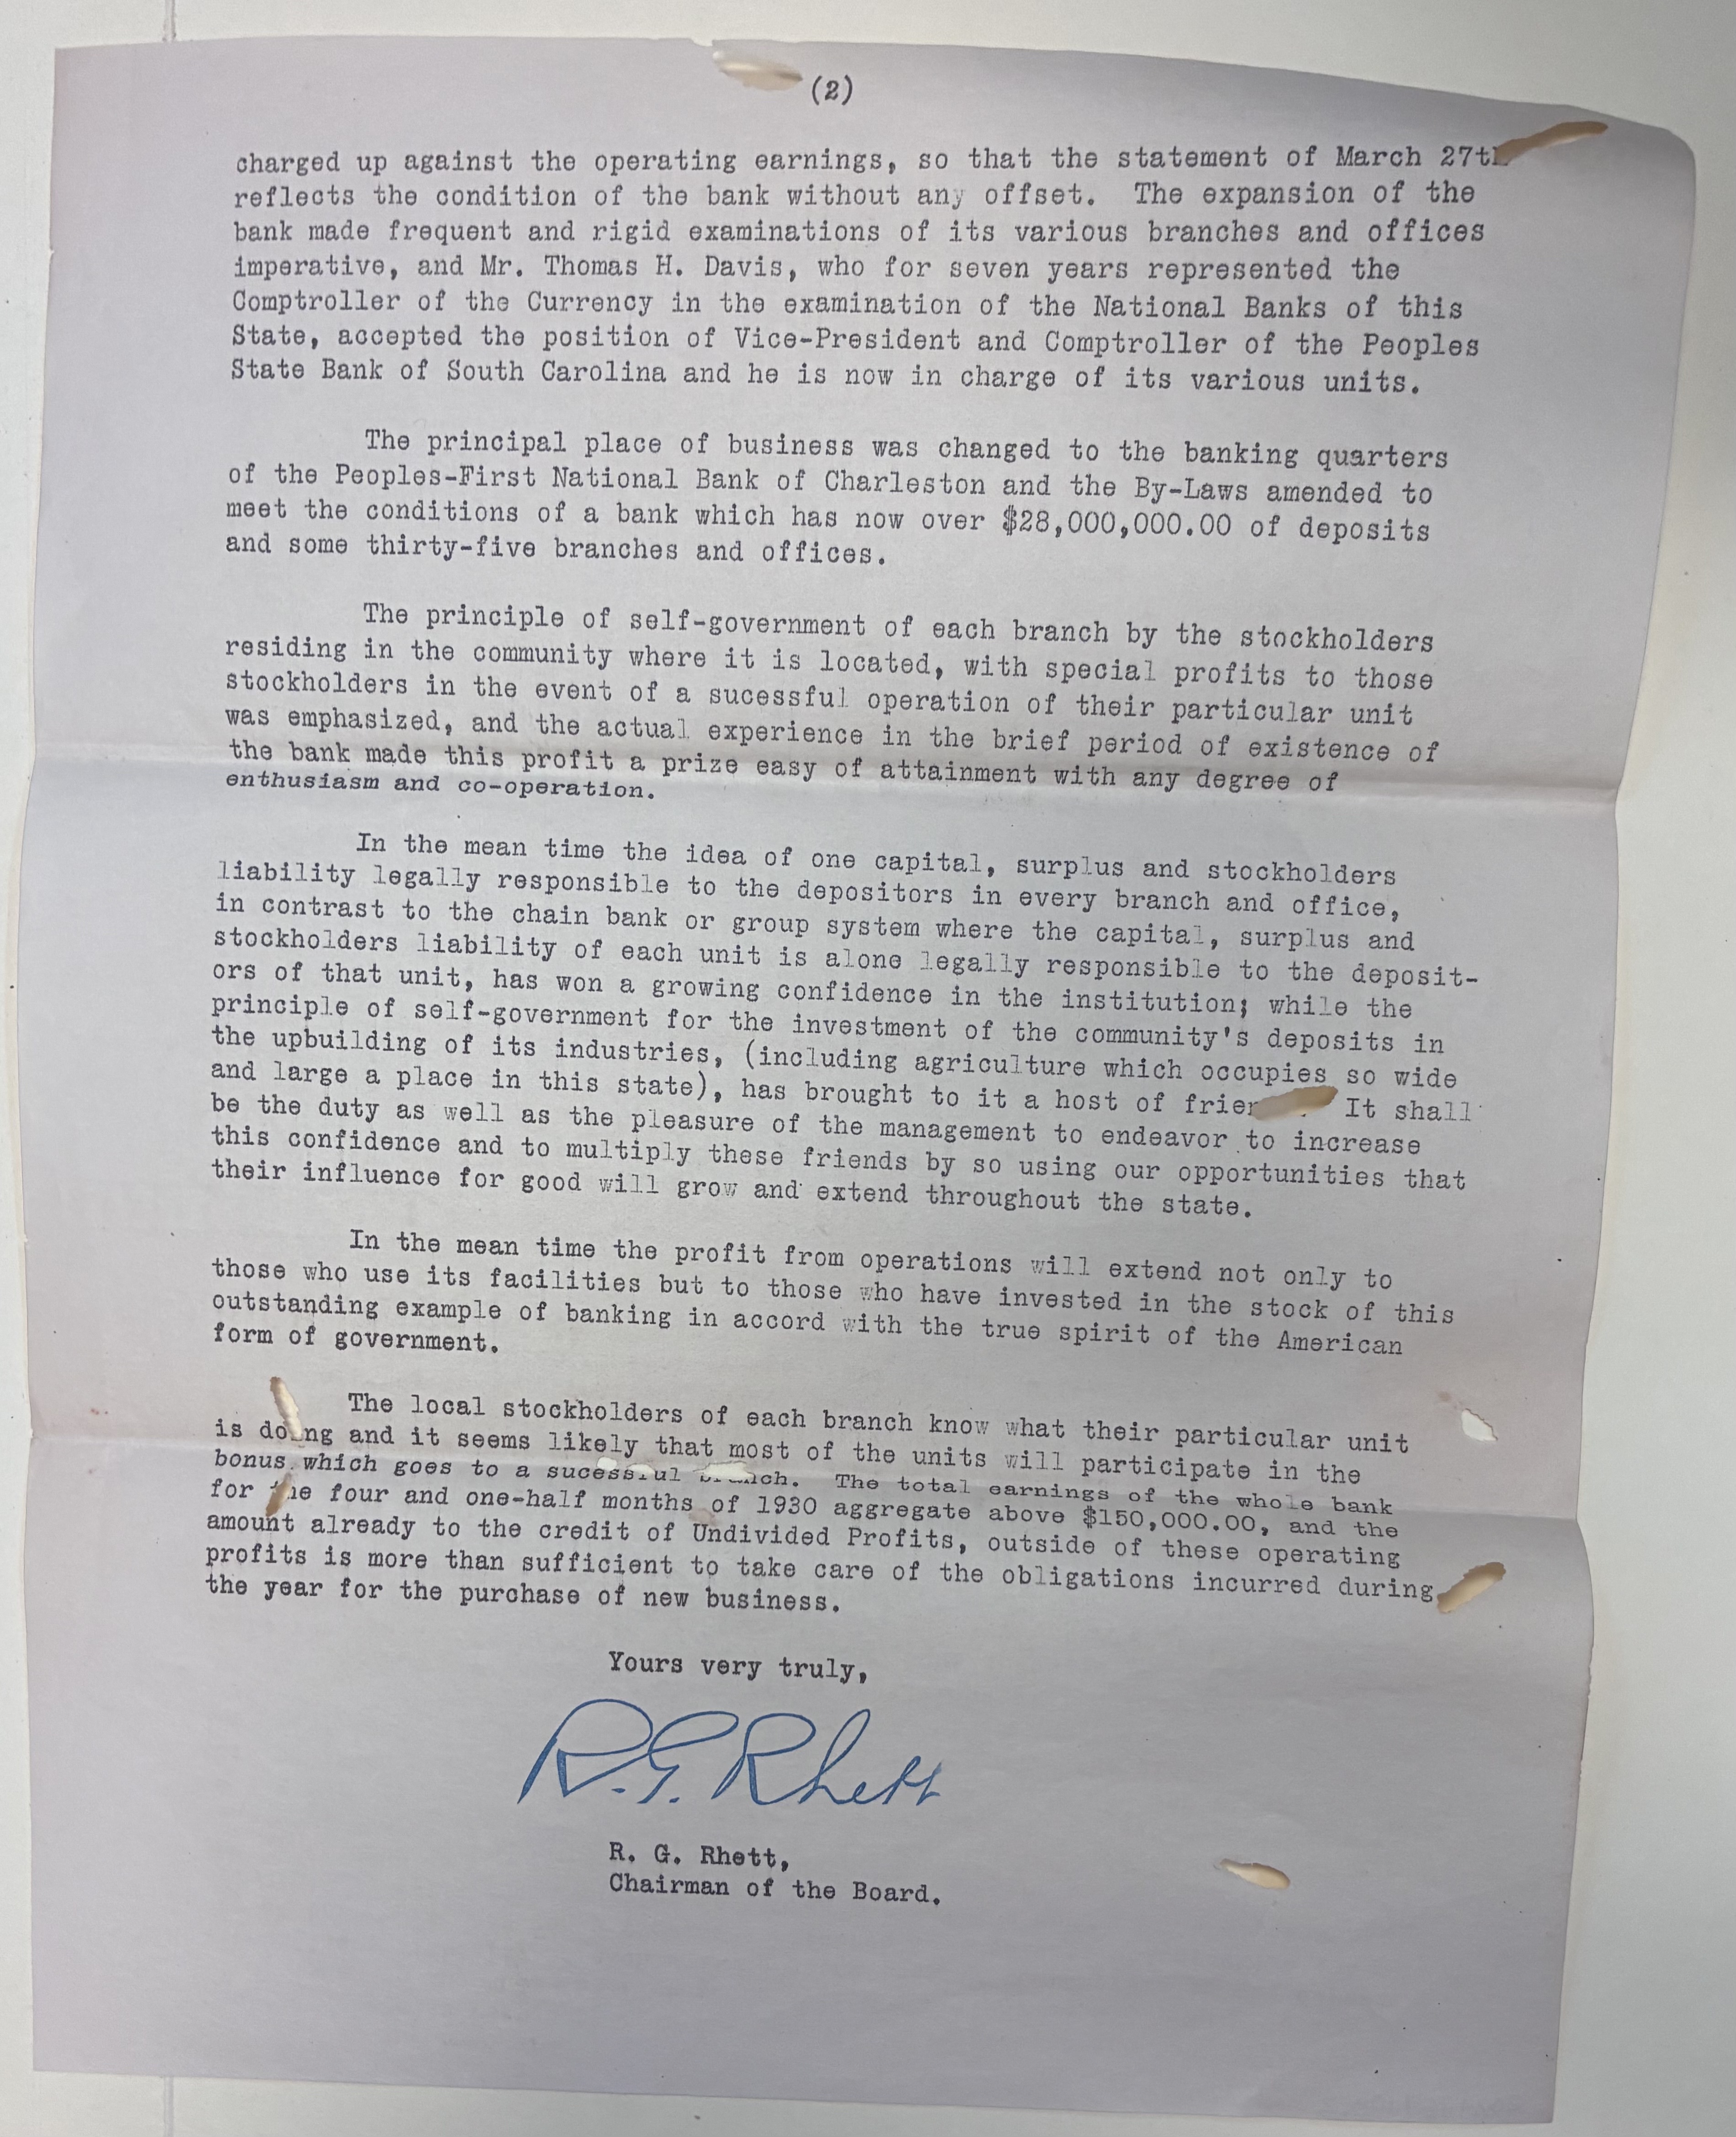 (2)
charged up against the operating earnings, so that the statement of March 27th
reflects the condition of the bank without any offset. The expansion of the
bank made frequent and rigid examinations of its various branches and offices
imperative, and Mr. Thomas H. Davis, who for seven years represented the
Comptroller of the Currency in the examination of the National Banks of this
State, accepted the position of Vice-President and Comptroller of the Peoples
State Bank of South Carolina and he is now in charge of its various units.
The principal place of business was changed to the banking quarters
of the Peoples-First National Bank of Charleston and the By-Laws amended to
meet the conditions of a bank which has now over $28,000,000.00 of deposits
and some thirty-five branches and offices.
The principle of self-government of each branch by the stockholders
residing in the community where it is located, with special profits to those
stockholders in the event of a sucessful operation of their particular unit
was emphasized, and the actual experience in the brief period of existence of
the bank made this profit a prize easy of attainment with any degree of
enthusiasm and co-operation.
In the mean time the idea of one capital, surplus and stockholders
liability legally responsible to the depositors in every branch and office,
in contrast to the chain bank or group system where the capital, surplus and
stockholders liability of each unit is alone legally responsible to the deposit-
ors of that unit, has won a growing confidence in the institution; while the
principle of self-government for the investment of the community's deposits in
the upbuilding of its industries, (including agriculture which occupies so wide
and large a place in this state), has brought to it a host of It shall
be the duty as well as the pleasure of the management to endeavor to increase
this confidence and to multiply these friends by so using our opportunities that
their influence for good will grow and extend throughout the state.
In the mean time the profit from operations will extend not only to
those who use its facilities but to those who have invested in the stock of this
outstanding example of banking in accord with the true spirit of the American
form of government.
The local stockholders of each branch know what their particular unit
is doing and it seems likely that most of the units will participate in the
bonus which goes to a sucessful branch. The total earnings of the whole bank
for the four and one-half months of 1930 aggregate above $150,000.00, and the
amount already to the credit of Undivided Profits, outside of these operating
profits is more than sufficient to take care of the obligations incurred during
the year for the purchase of new business.
Yours very truly,
R. G. Rhett
R. G. Rhett,
Chairman of the Board.